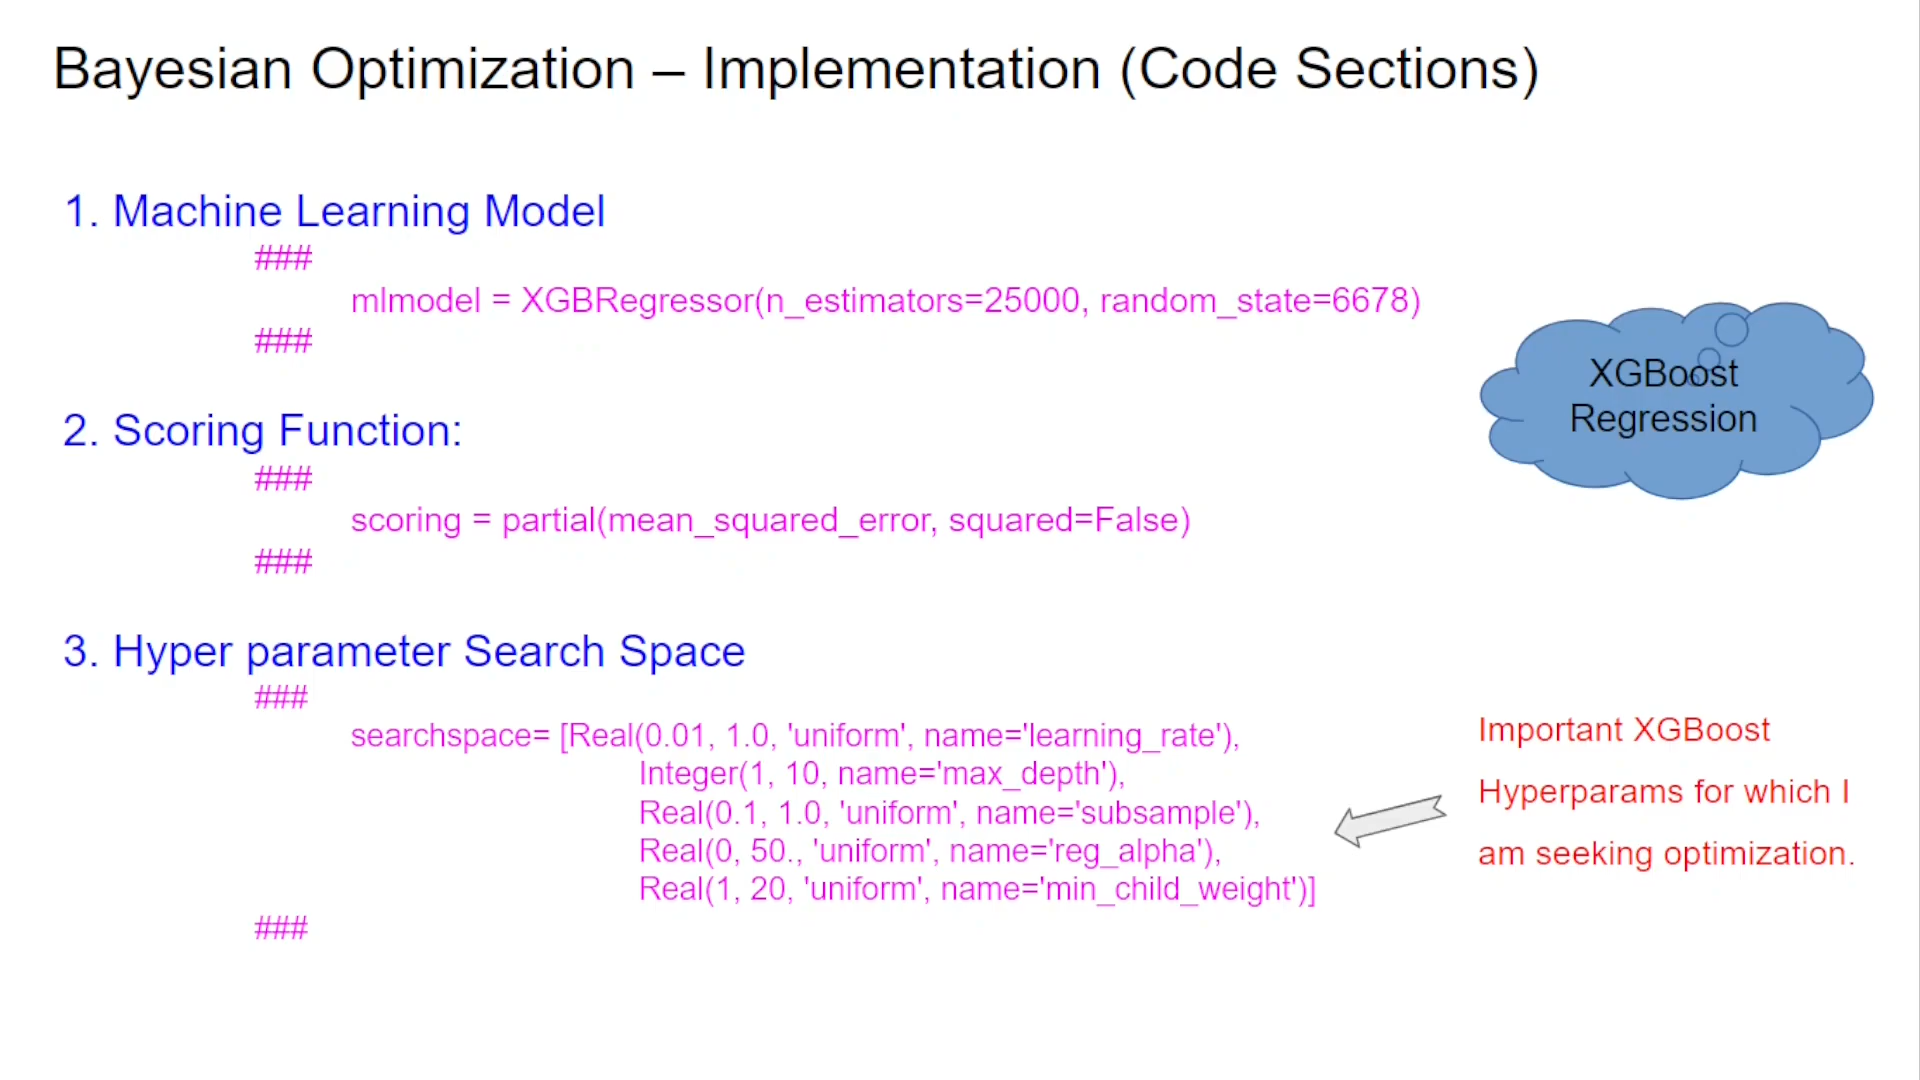 Bayesian Optimization – Implementation (Code Sections)
1. Machine Learning Model
###
mlmodel = XGBRegressor(n_estimators=25000, random_state=6678)
###
XGBoost
Regression
2. Scoring Function:
###
scoring = partial(mean_squared_error, squared=False)
###
3. Hyper parameter Search Space
###
searchspace= [Real(0.01, 1.0, 'uniform', name='learning_rate'),
Integer(1, 10, name='max_depth'),
Real(0.1, 1.0, 'uniform', name='subsample'),
Real(0, 50., 'uniform', name='reg_alpha'),
Real(1, 20, 'uniform', name='min_child_weight')]
###
Important XGBoost
Hyperparams for which I
am seeking optimization.